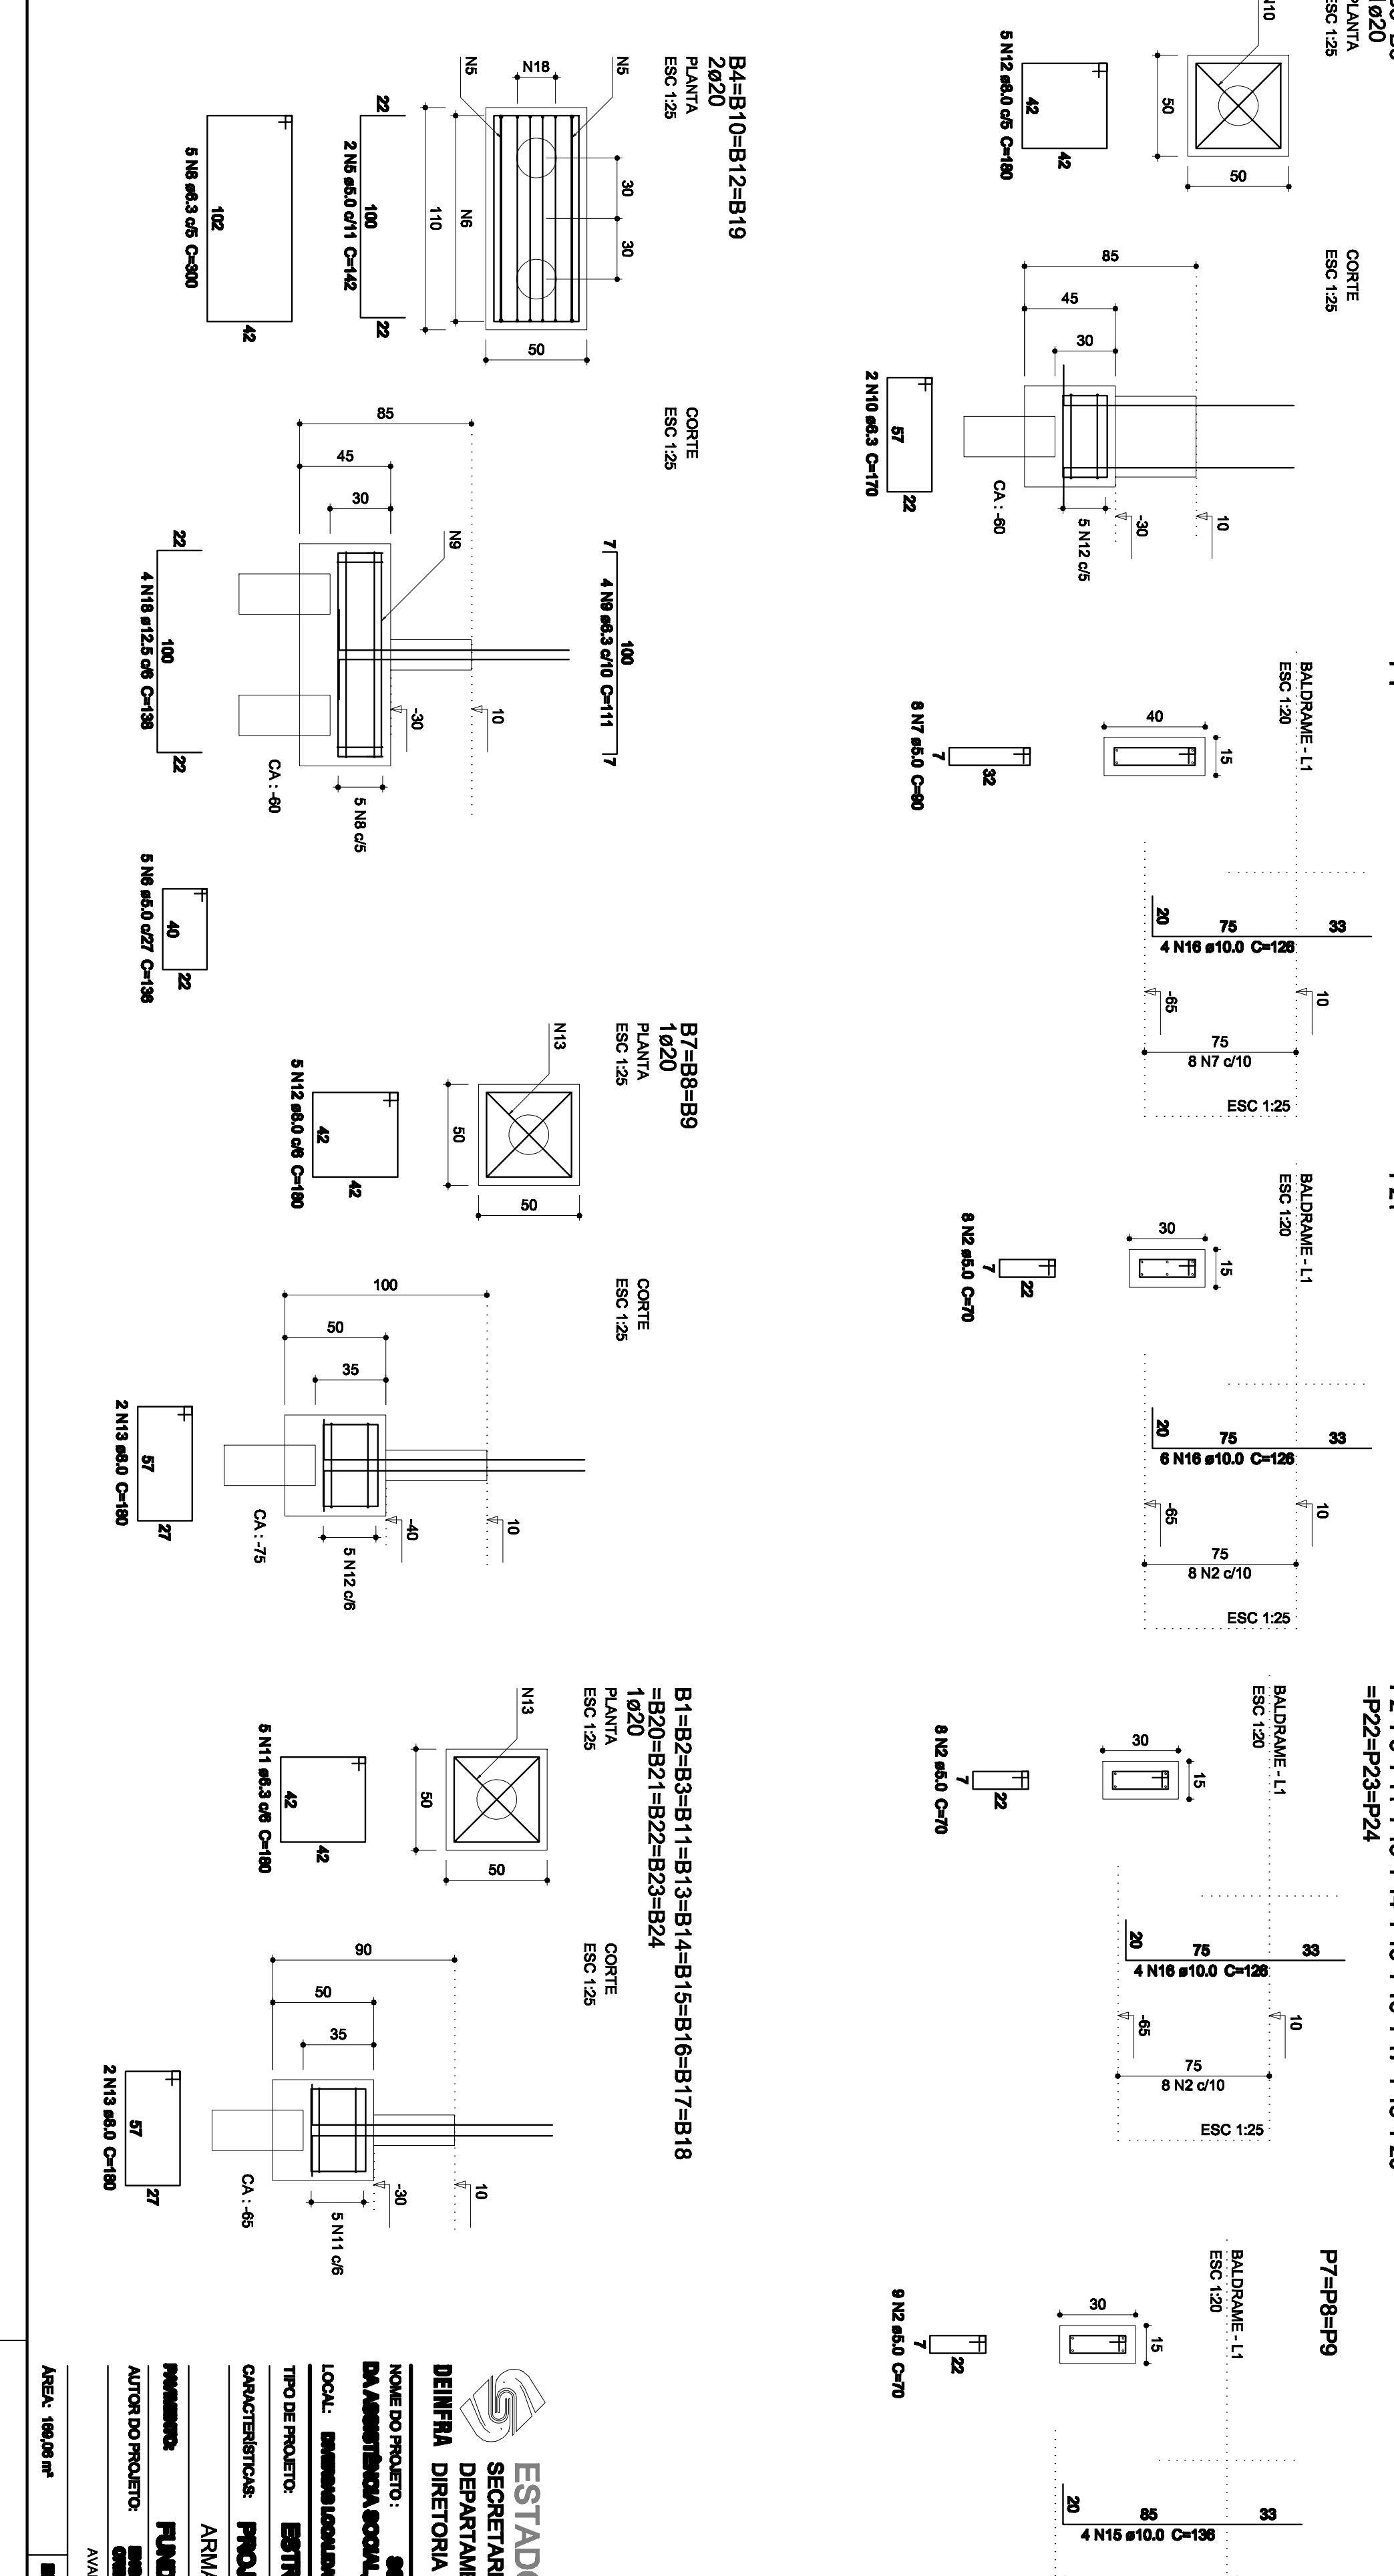 1ø20
PLANTA
ESC 1:25
N10
50
50
5 N12 ø8.0 c/5 C=180
42
42
CORTE
ESC 1:25
85
45
30
10
-30
5 N12 c/5
CA : -60
2 N10 ø6.3 C=170
57
22
BALDRAME - L1
ESC 1:20
40
15
8 N7 ø5.0 C=90
7
32
20
75
33
4 N16 ø10.0 C=126
-65
10
75
8 N7 c/10
ESC 1:25
BALDRAME - L1
ESC 1:20
30
15
8 N2 ø5.0 C=70
7
22
20
75
33
6 N16 ø10.0 C=126
-65
10
75
8 N2 c/10
ESC 1:25
=P22=P23=P24
BALDRAME - L1
ESC 1:20
30
15
8 N2 ø5.0 C=70
7
22
20
75
33
4 N16 ø10.0 C=126
-65
10
75
8 N2 c/10
ESC 1:25
P7=P8=P9
BALDRAME - L1
ESC 1:20
30
15
9 N2 ø5.0 C=70
7
22
20
85
33
4 N15 ø10.0 C=136
B4=B10=B12=B19
2ø20
PLANTA
ESC 1:25
N5
N18
N5
30
30
N6
110
50
22
100
22
2 N5 ø5.0 c/11 C=142
102
42
5 N8 ø6.3 c/5 C=300
CORTE
ESC 1:25
85
45
30
N9
7
100
7
4 N9 ø6.3 c/10 C=111
10
-30
CA : -60
5 N8 c/5
22
100
22
4 N18 ø12.5 c/6 C=138
40
22
5 N6 ø5.0 c/27 C=136
B7=B8=B9
1ø20
PLANTA
ESC 1:25
N13
50
50
42
42
5 N12 ø8.0 c/6 C=180
CORTE
ESC 1:25
100
50
35
10
-40
5 N12 c/6
CA : -75
57
27
2 N13 ø8.0 C=180
B1=B2=B3=B11=B13=B14=B15=B16=B17=B18
=B20=B21=B22=B23=B24
1ø20
PLANTA
ESC 1:25
N13
50
50
42
42
5 N11 ø6.3 c/6 C=180
CORTE
ESC 1:25
90
50
35
10
-30
5 N11 c/6
CA : -65
57
27
2 N13 ø8.0 C=180
ESTADO
DEINFRA
DIRETORIA
NOME DO PROJETO :
DA ASSISTÊNCIA SOCIAL,
LOCAL:
TIPO DE PROJETO:
CARACTERÍSTICAS:
PAVIMENTO:
AUTOR DO PROJETO:
ÁREA: 169,06 m²